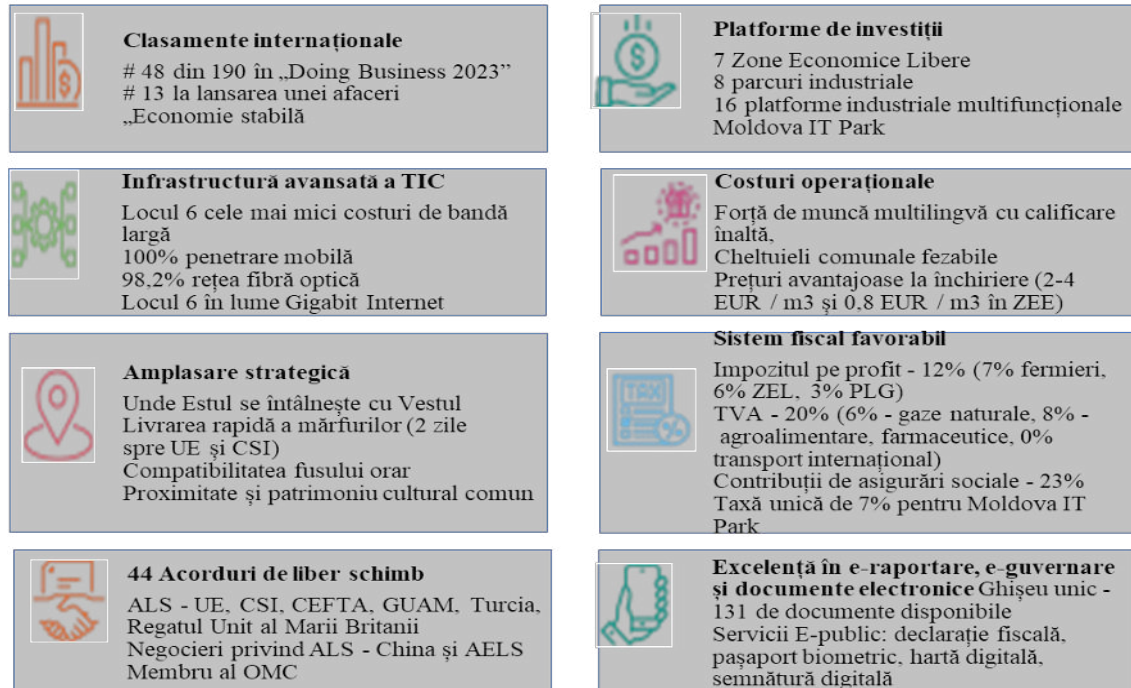 Clasamente internaționale
# 48 din 190 în „Doing Business 2023”
# 13 la lansarea unei afaceri
„Economie stabilă
Platforme de investiții
7 Zone Economice Libere
8 parcuri industriale
16 platforme industriale multifuncționale
Moldova IT Park
Infrastructură avansată a TIC
Locul 6 cele mai mici costuri de bandă
largă
100% penetrare mobilă
98,2% rețea fibră optică
Locul 6 în lume Gigabit Internet
Costuri operaționale
Forță de muncă multilingvă cu calificare
înaltă,
Cheltuieli comunale fezabile
Prețuri avantajoase la închiriere (2-4
EUR / m3 și 0,8 EUR / m3 în ZEE)
Amplasare strategică
Unde Estul se întâlnește cu Vestul
Livrarea rapidă a mărfurilor (2 zile
spre UE și CSI)
Compatibilitatea fusului orar
Proximitate și patrimoniu cultural comun
Sistem fiscal favorabil
Impozitul pe profit - 12% (7% fermieri,
6% ZEL, 3% PLG)
TVA - 20% (6% - gaze naturale, 8% -
agroalimentare, farmaceutice, 0%
transport internațional)
Contribuții de asigurări sociale - 23%
Taxă unică de 7% pentru Moldova IT
Park
TAX
44 Acorduri de liber schimb
ALS - UE, CSI, CEFTA, GUAM, Turcia,
Regatul Unit al Marii Britanii
Negocieri privind ALS - China și AELS
Membru al OMC
Excelență în e-raportare, e-guvernare
și documente electronice Ghișeu unic -
131 de documente disponibile
Servicii E-public: declarație fiscală,
pașaport biometric, hartă digitală,
semnătură digitală